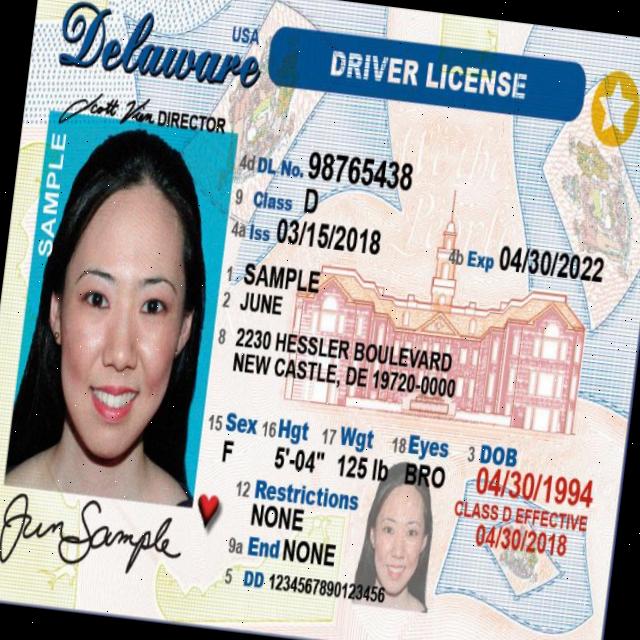 Delaware
USA
DRIVER LICENSE
DIRECTOR
SAMPLE
4d DL No. 98765438
9 Class D
4a Iss 03/15/2018
4b Exp 04/30/2022
1 SAMPLE
2 JUNE
8 2230 HESSLER BOULEVARD
NEW CASTLE, DE 19720-0000
15 Sex 16 Hgt 17 Wgt 18 Eyes 3 DOB
F 5'-04" 125 lb BRO 04/30/1994
CLASS D EFFECTIVE
04/30/2018
12 Restrictions
NONE
9a End NONE
5 DD 1234567890123456
June Sample